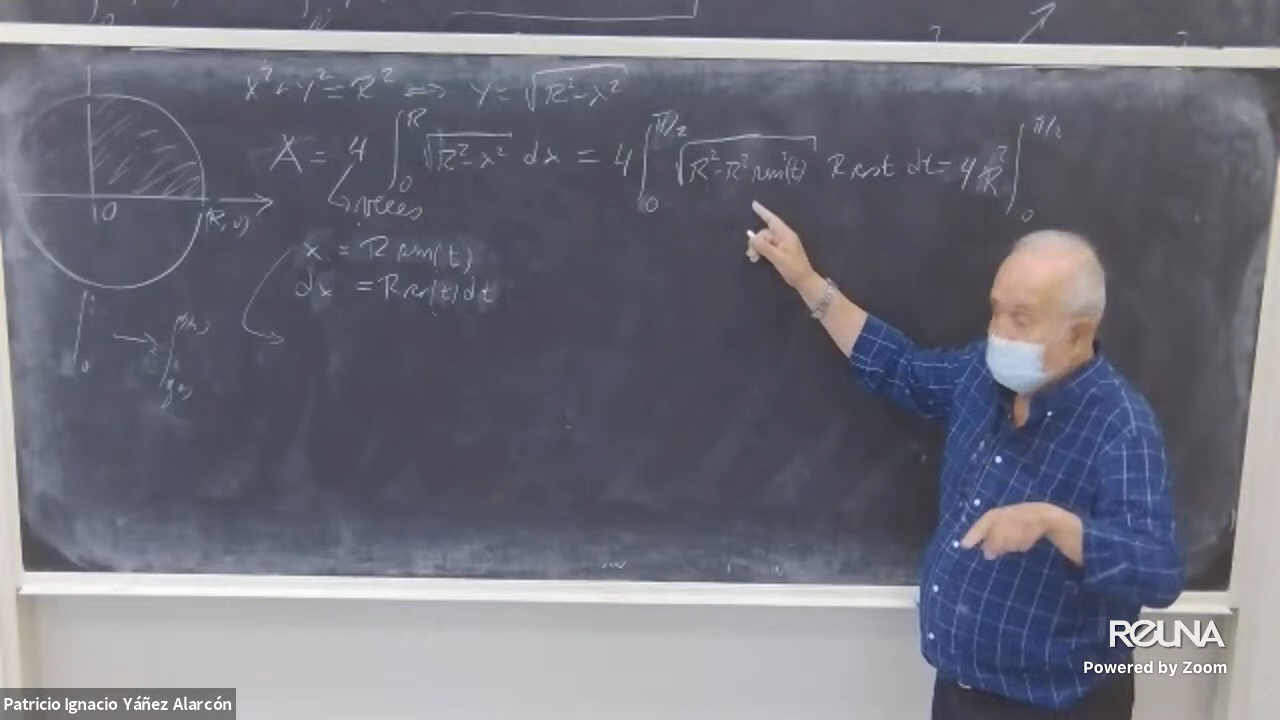 X²+Y²=R² ⟹ Y=√(R²-x²)
A = 4 ∫₀ᴿ √(R²-x²) dx = 4 ∫₀^(π/2) √(R²-R² sen²(t)) R cos t dt = 4R² ∫₀^(π/2)
veces
0
(R, 0)
x = R sen(t)
dx = R cos(t) dt
REUNA
Powered by Zoom
Patricio Ignacio Yáñez Alarcón